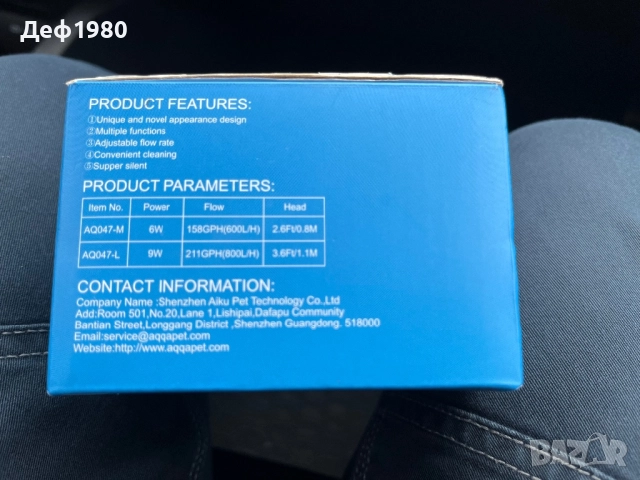 Деф1980
PRODUCT FEATURES:
①Unique and novel appearance design
②Multiple functions
③Adjustable flow rate
④Convenient cleaning
⑤Supper silent
PRODUCT PARAMETERS:
Item No. Power Flow Head
AQ047-M 6W 158GPH(600L/H) 2.6Ft/0.8M
AQ047-L 9W 211GPH(800L/H) 3.6Ft/1.1M
CONTACT INFORMATION:
Company Name :Shenzhen Aiku Pet Technology Co.,Ltd
Add:Room 501,No.20,Lane 1,Lishipai,Dafapu Community
Bantian Street,Longgang District ,Shenzhen Guangdong. 518000
Email:service@aqqapet.com
Website:http://www.aqqapet.com
BAZAR